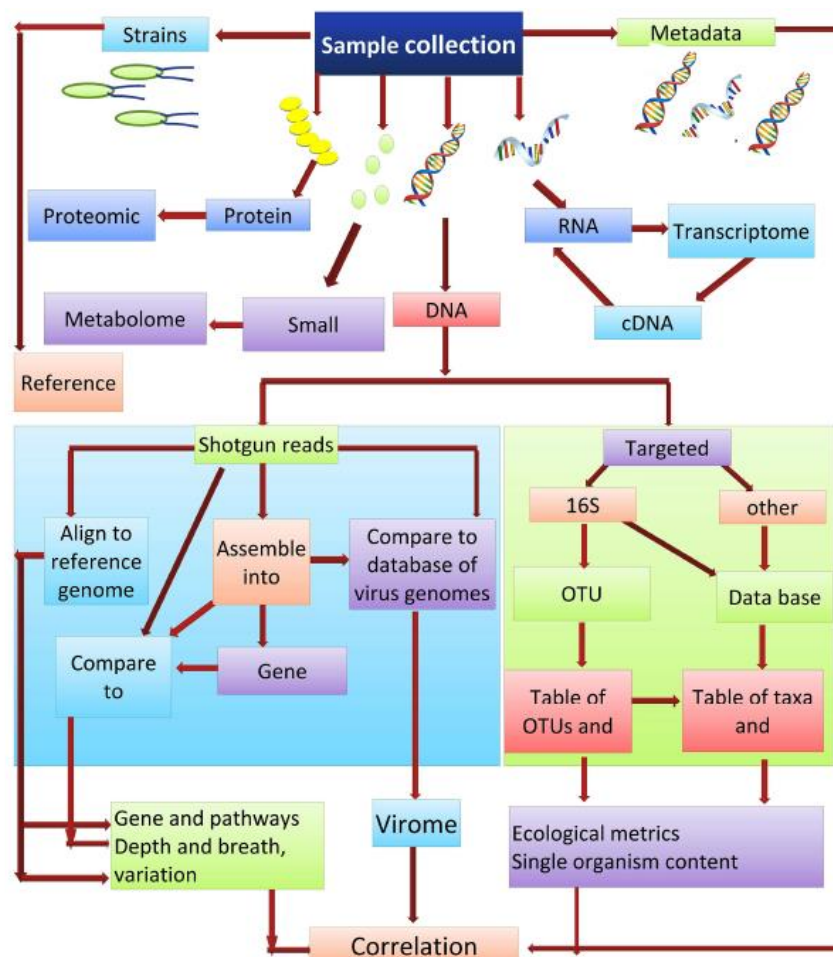 Strains
Sample collection
Metadata
Proteomic
Protein
RNA
Transcriptome
Metabolome
Small
DNA
cDNA
Reference
Shotgun reads
Targeted
Align to
reference
genome
Assemble
into
Compare to
database of
virus genomes
16S
other
OTU
Data base
Compare
to
Gene
Table of
OTUs and
Table of taxa
and
Gene and pathways
Depth and breath,
variation
Virome
Ecological metrics
Single organism content
Correlation